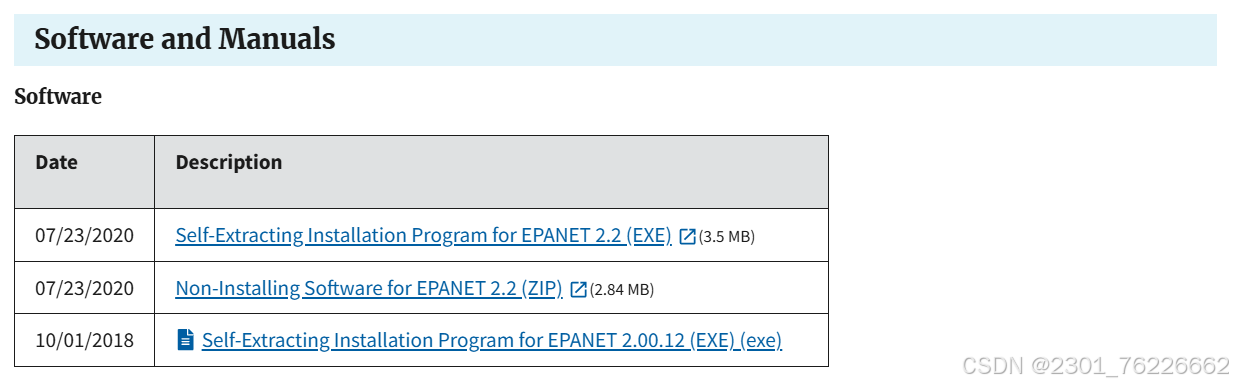 Software and Manuals
Software
Date Description
07/23/2020 Self-Extracting Installation Program for EPANET 2.2 (EXE) (3.5 MB)
07/23/2020 Non-Installing Software for EPANET 2.2 (ZIP) (2.84 MB)
10/01/2018 Self-Extracting Installation Program for EPANET 2.00.12 (EXE) (exe)
CSDN @2301_76226662